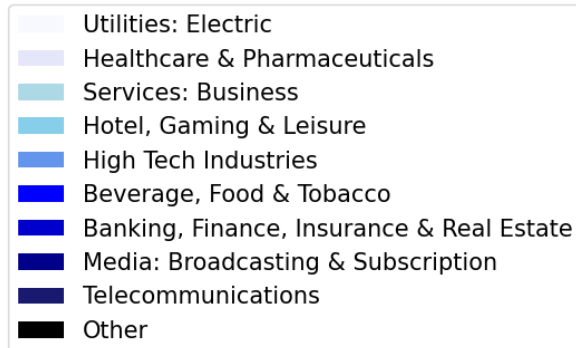 Utilities: Electric
Healthcare & Pharmaceuticals
Services: Business
Hotel, Gaming & Leisure
High Tech Industries
Beverage, Food & Tobacco
Banking, Finance, Insurance & Real Estate
Media: Broadcasting & Subscription
Telecommunications
Other